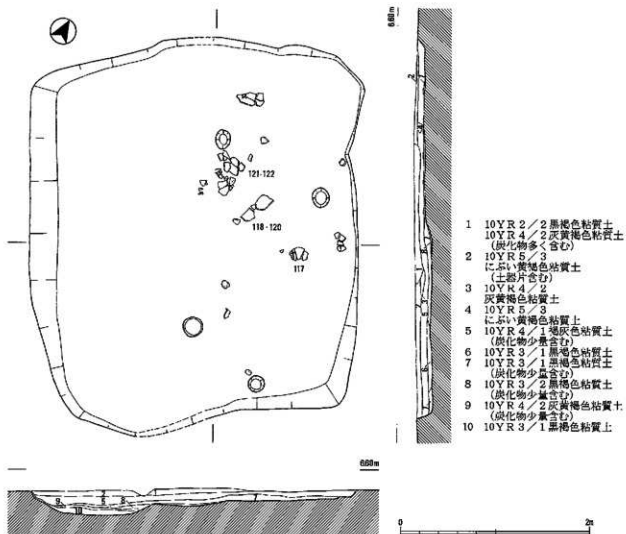 6.60m
2
121-122
118-120
117
1 10YR2/2黒褐色粘質土
10YR4/2灰黄褐色粘質土
(炭化物多く含む)
2 10YR5/3
にぶい黄褐色粘質土
(土器片含む)
3 10YR4/2
灰黄褐色粘質土
4 10YR5/3
にぶい黄褐色粘質土
5 10YR4/1褐灰色粘質土
(炭化物少量含む)
6 10YR3/1黒褐色粘質土
7 10YR3/1黒褐色粘質土
(炭化物少量含む)
8 10YR3/2黒褐色粘質土
(炭化物少量含む)
9 10YR4/2灰黄褐色粘質土
(炭化物少量含む)
10 10YR3/1黒褐色粘質土
6.60m
7
9
10
0 2m